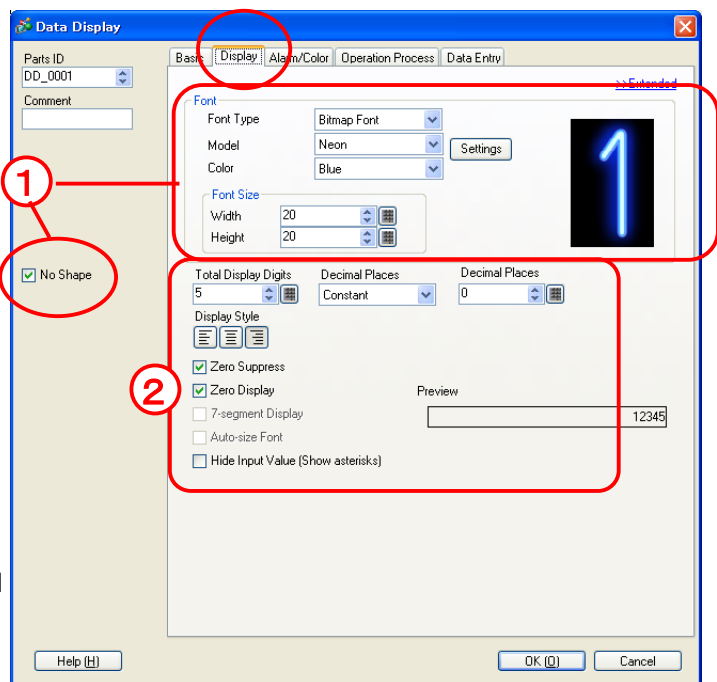 Data Display
Parts ID
DD_0001
Comment
Basic Display Alarm/Color Operation Process Data Entry
>>Extended
Font
Font Type Bitmap Font
Model Neon Settings
Color Blue
1
Font Size
Width 20
Height 20
1
No Shape
Total Display Digits Decimal Places Decimal Places
5 Constant 0
Display Style
Zero Suppress
2
Zero Display Preview
7-segment Display 12345
Auto-size Font
Hide Input Value (Show asterisks)
Help (H) OK (O) Cancel